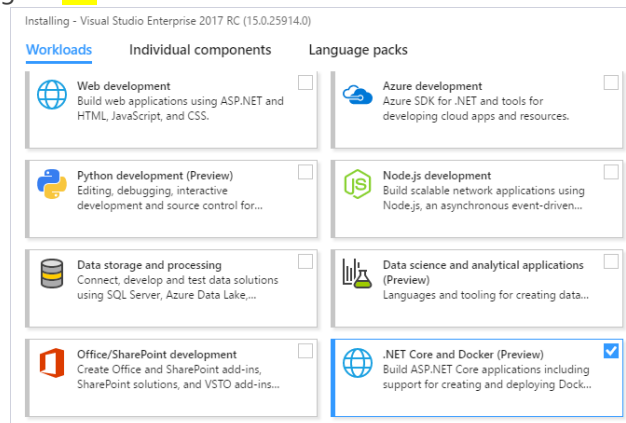 g
Installing - Visual Studio Enterprise 2017 RC (15.0.25914.0)
Workloads Individual components Language packs
Web development
Build web applications using ASP.NET and
HTML, JavaScript, and CSS.
Azure development
Azure SDK for .NET and tools for
developing cloud apps and resources.
Python development (Preview)
Editing, debugging, interactive
development and source control for...
Node.js development
Build scalable network applications using
Node.js, an asynchronous event-driven...
Data storage and processing
Connect, develop and test data solutions
using SQL Server, Azure Data Lake,...
Data science and analytical applications
(Preview)
Languages and tooling for creating data...
Office/SharePoint development
Create Office and SharePoint add-ins,
SharePoint solutions, and VSTO add-ins...
.NET Core and Docker (Preview)
Build ASP.NET Core applications including
support for creating and deploying Dock...